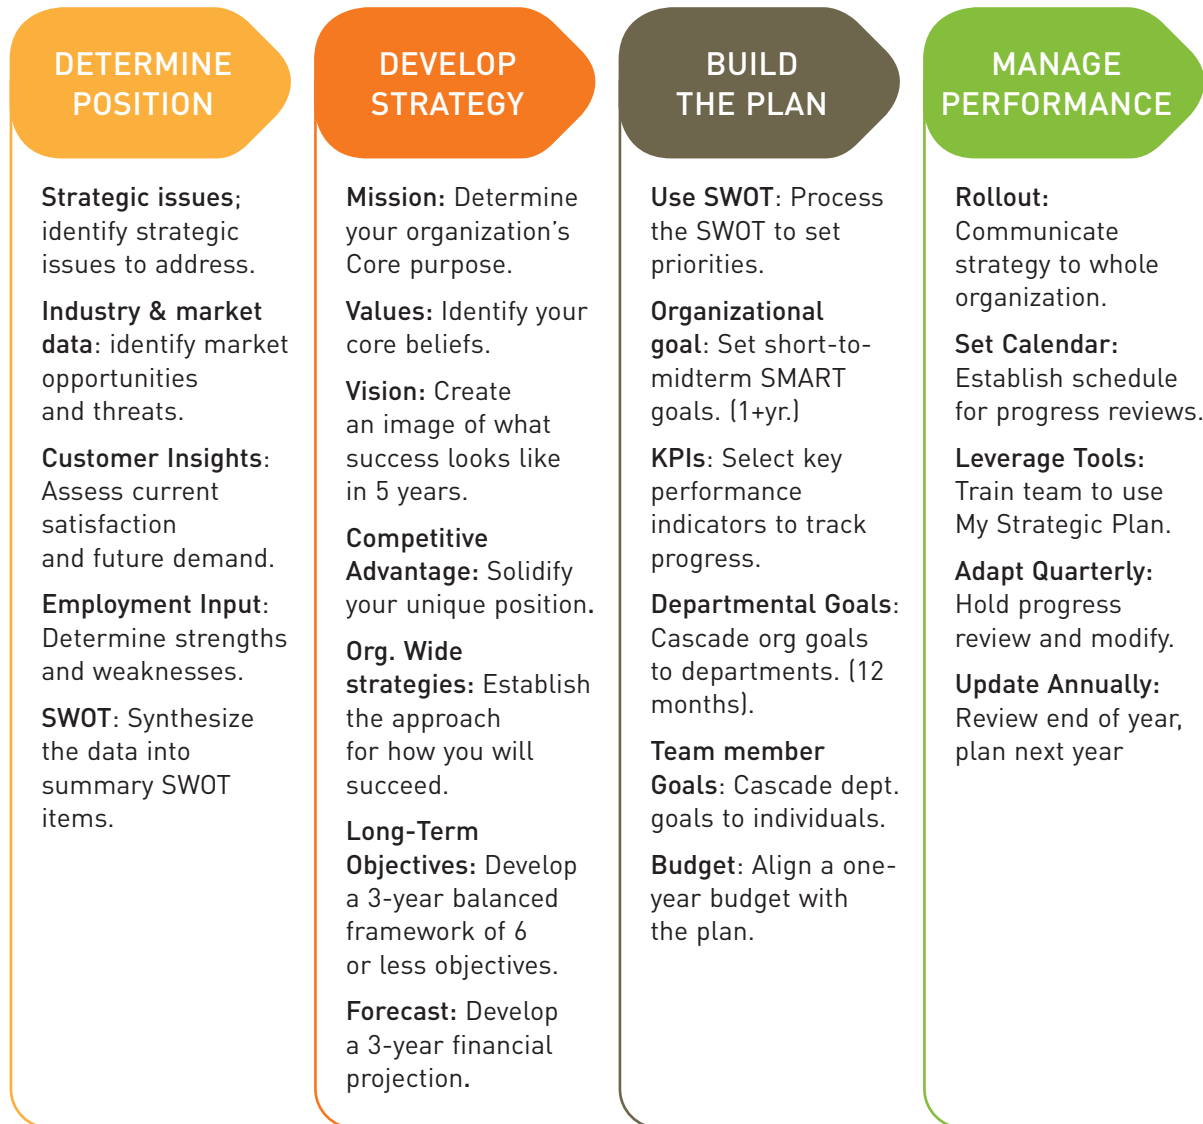 DETERMINE
POSITION
Strategic issues;
identify strategic
issues to address.
Industry & market
data: identify market
opportunities
and threats.
Customer Insights:
Assess current
satisfaction
and future demand.
Employment Input:
Determine strengths
and weaknesses.
SWOT: Synthesize
the data into
summary SWOT
items.
DEVELOP
STRATEGY
Mission: Determine
your organization’s
Core purpose.
Values: Identify your
core beliefs.
Vision: Create
an image of what
success looks like
in 5 years.
Competitive
Advantage: Solidify
your unique position.
Org. Wide
strategies: Establish
the approach
for how you will
succeed.
Long-Term
Objectives: Develop
a 3-year balanced
framework of 6
or less objectives.
Forecast: Develop
a 3-year financial
projection.
BUILD
THE PLAN
Use SWOT: Process
the SWOT to set
priorities.
Organizational
goal: Set short-to-
midterm SMART
goals. (1+yr.)
KPIs: Select key
performance
indicators to track
progress.
Departmental Goals:
Cascade org goals
to departments. (12
months).
Team member
Goals: Cascade dept.
goals to individuals.
Budget: Align a one-
year budget with
the plan.
MANAGE
PERFORMANCE
Rollout:
Communicate
strategy to whole
organization.
Set Calendar:
Establish schedule
for progress reviews.
Leverage Tools:
Train team to use
My Strategic Plan.
Adapt Quarterly:
Hold progress
review and modify.
Update Annually:
Review end of year,
plan next year